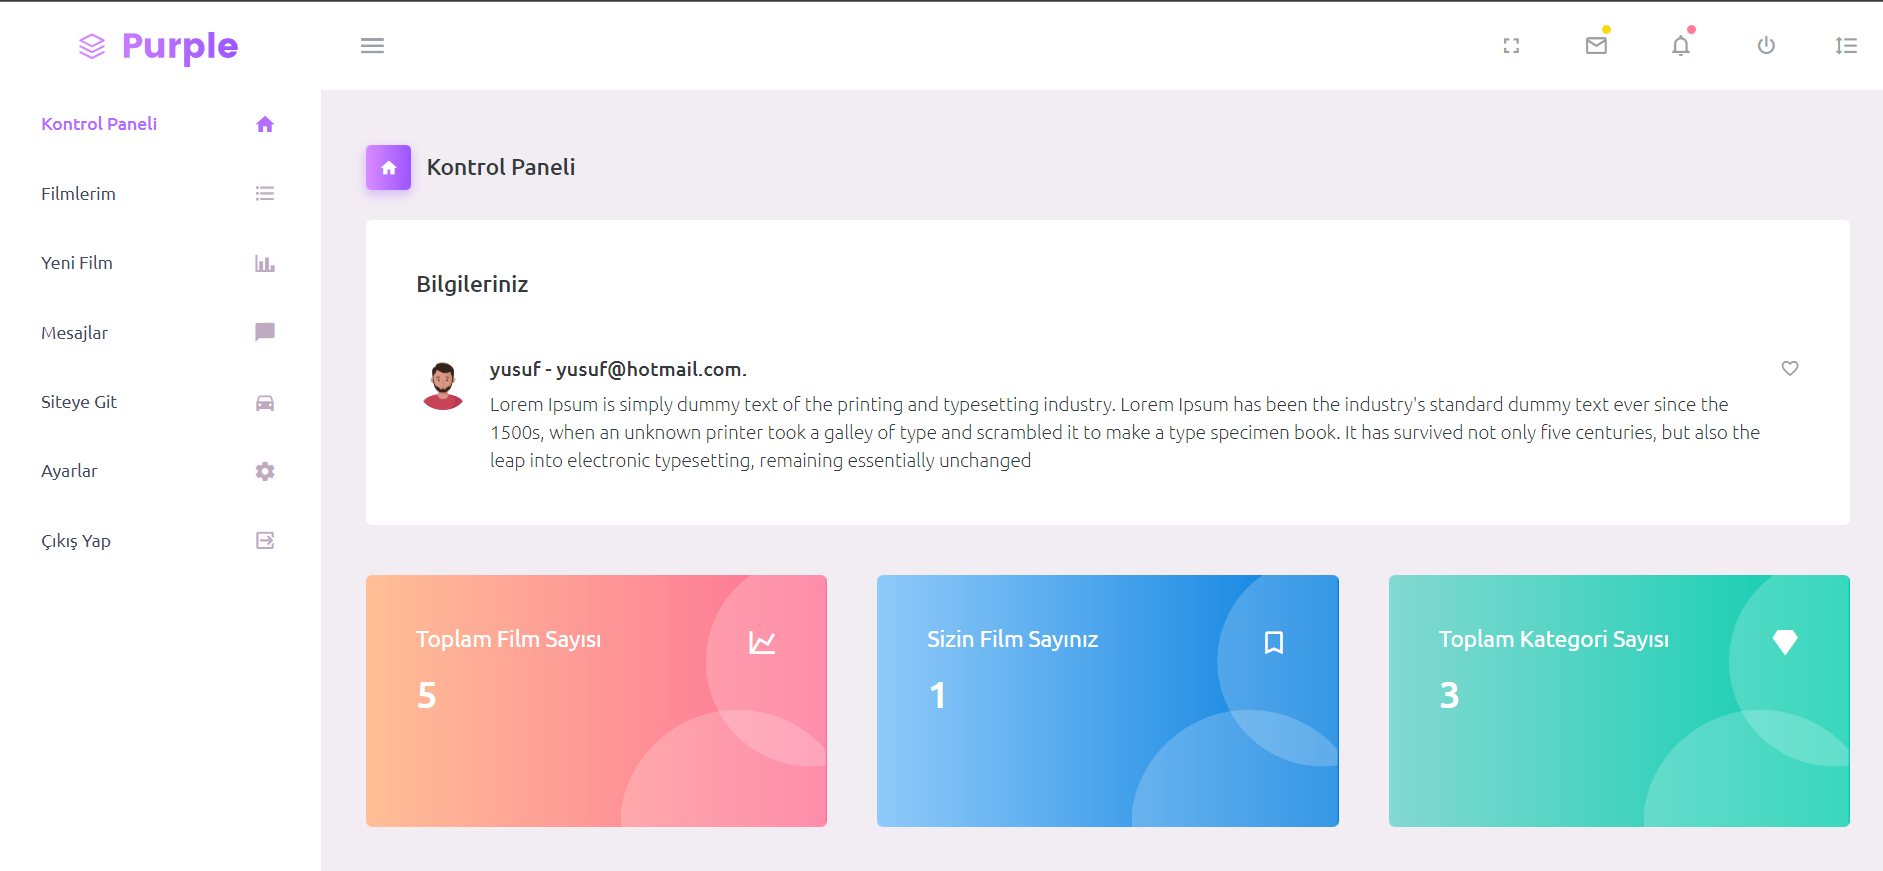 Purple
Kontrol Paneli
Filmlerim
Yeni Film
Mesajlar
Siteye Git
Ayarlar
Çıkış Yap
Kontrol Paneli
Bilgileriniz
yusuf - yusuf@hotmail.com.
Lorem Ipsum is simply dummy text of the printing and typesetting industry. Lorem Ipsum has been the industry's standard dummy text ever since the
1500s, when an unknown printer took a galley of type and scrambled it to make a type specimen book. It has survived not only five centuries, but also the
leap into electronic typesetting, remaining essentially unchanged
Toplam Film Sayısı
5
Sizin Film Sayınız
1
Toplam Kategori Sayısı
3